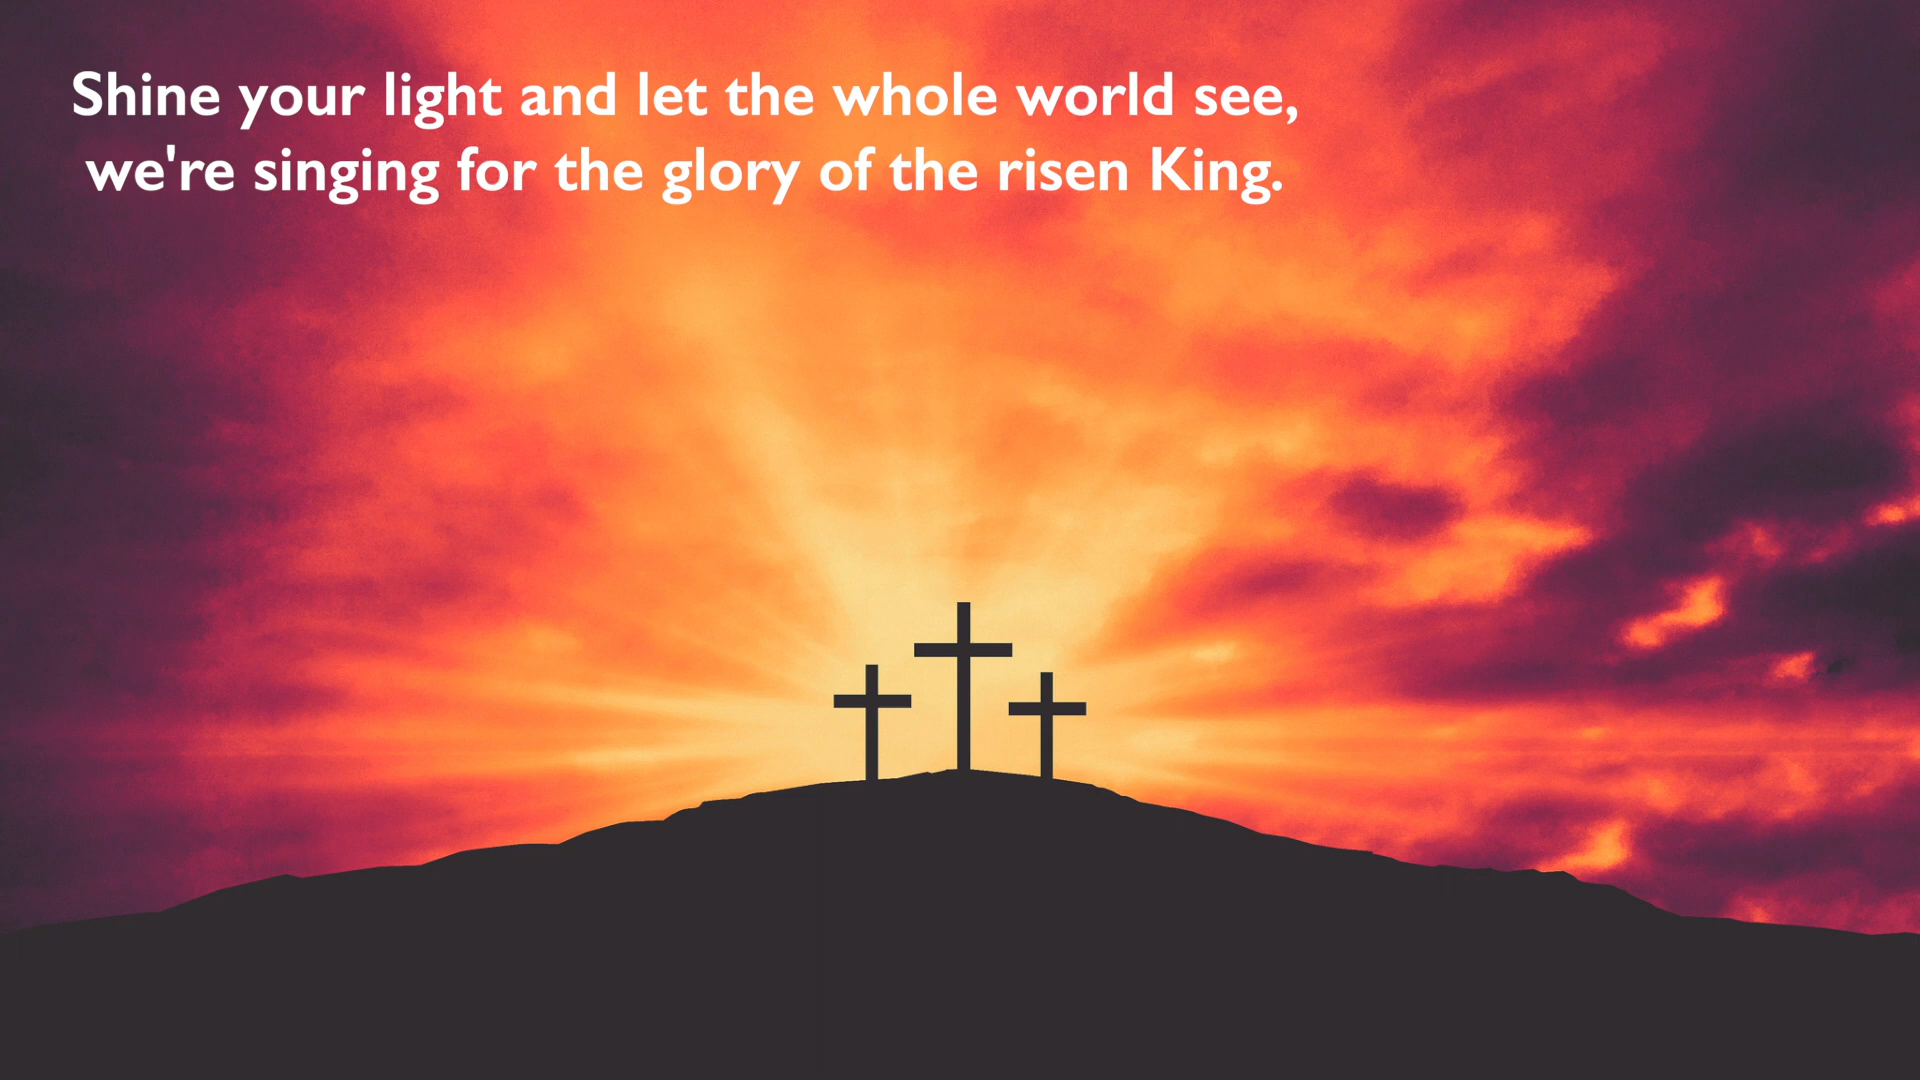 Shine your light and let the whole world see,
we're singing for the glory of the risen King.